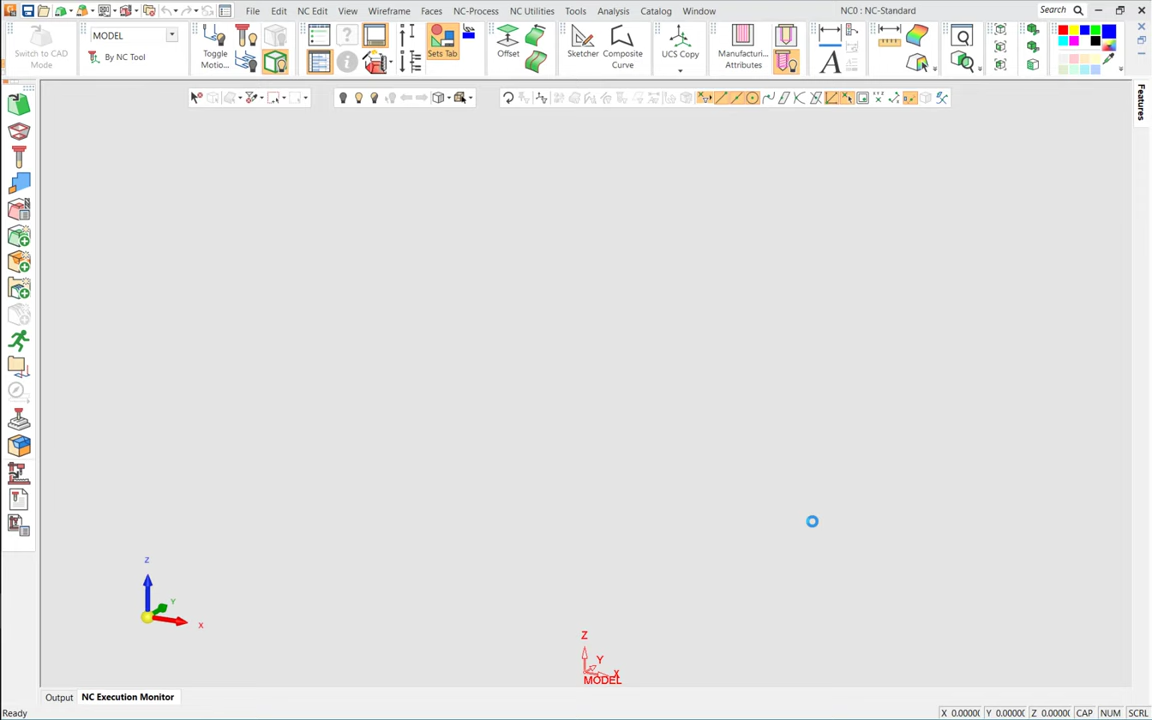 File Edit NC Edit View Wireframe Faces NC-Process NC Utilities Tools Analysis Catalog Window NC0 : NC-Standard Search
Switch to CAD Mode
MODEL
By NC Tool
Toggle Motion...
Sets Tab
Offset
Sketcher
Composite Curve
UCS Copy
Manufacturi... Attributes
Features
Z
Y
X
Z
Y
X
MODEL
Output NC Execution Monitor
Ready X 0.0000( Y 0.0000( Z 0.0000( CAP NUM SCRL